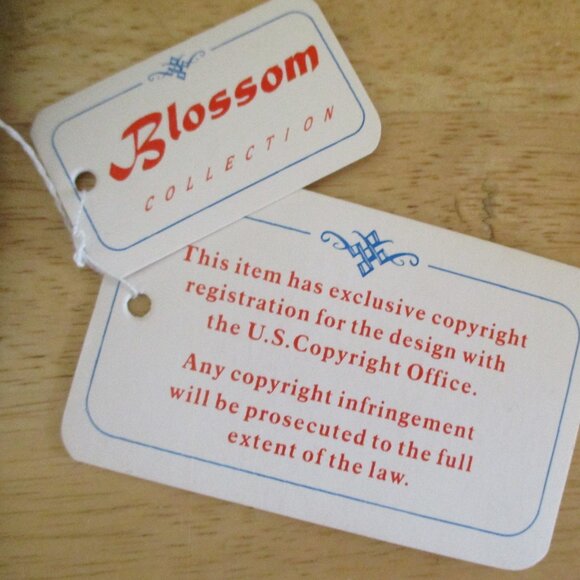 Blossom
COLLECTION
This item has exclusive copyright
registration for the design with
the U.S.Copyright Office.
Any copyright infringement
will be prosecuted to the full
extent of the law.